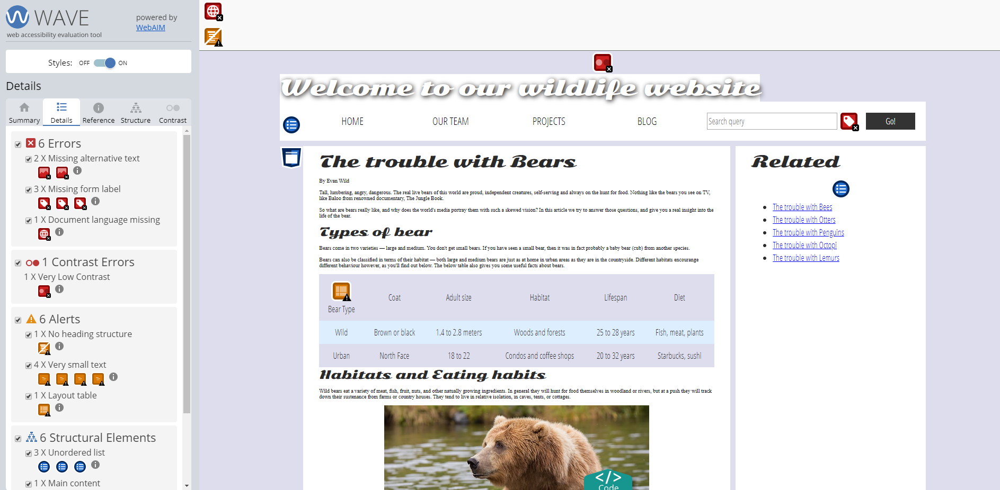 WAVE
powered by
WebAIM
web accessibility evaluation tool
Styles: OFF ON
Details
Summary Details Reference Structure Contrast
6 Errors
2 X Missing alternative text
3 X Missing form label
1 X Document language missing
1 Contrast Errors
1 X Very Low Contrast
6 Alerts
1 X No heading structure
4 X Very small text
1 X Layout table
6 Structural Elements
3 X Unordered list
1 X Main content
Welcome to our wildlife website
HOME OUR TEAM PROJECTS BLOG Search query Go!
The trouble with Bears
By Evan Wild
Tall, lumbering, angry, dangerous. The real live bears of this world are proud, independent creatures, self-serving and always on the hunt for food. Nothing like the bears you see on TV,
like Baloo from renowned documentary, The Jungle Book.
So what are bears really like, and why does the world's media portray them with such a skewed vision? In this article we try to answer those questions, and give you a real insight into the
life of the bear.
Types of bear
Bears come in two varieties — large and medium. You don't get small bears. If you have seen a small bear, then it was in fact probably a baby bear (cub) from another species.
Bears can also be classified in terms of their habitat — both large and medium bears are just as at home in urban areas as they are in the countryside. Different habitats encourange
different behaviour however, as you'll find out below. The below table also gives you some useful facts about bears.
Bear Type Coat Adult size Habitat Lifespan Diet
Wild Brown or black 1.4 to 2.8 meters Woods and forests 25 to 28 years Fish, meat, plants
Urban North Face 18 to 22 Condos and coffee shops 20 to 32 years Starbucks, sushi
Habitats and Eating habits
Wild bears eat a variety of meat, fish, fruit, nuts, and other natually growing ingredients. In general they will hunt for food themselves in woodland or rivers, but at a push they will track
down their sustenance from farms or country houses. They tend to live in relative isolation, in caves, tents, or cottages.
</>
Code
Related
The trouble with Bees
The trouble with Otters
The trouble with Penguins
The trouble with Octopi
The trouble with Lemurs